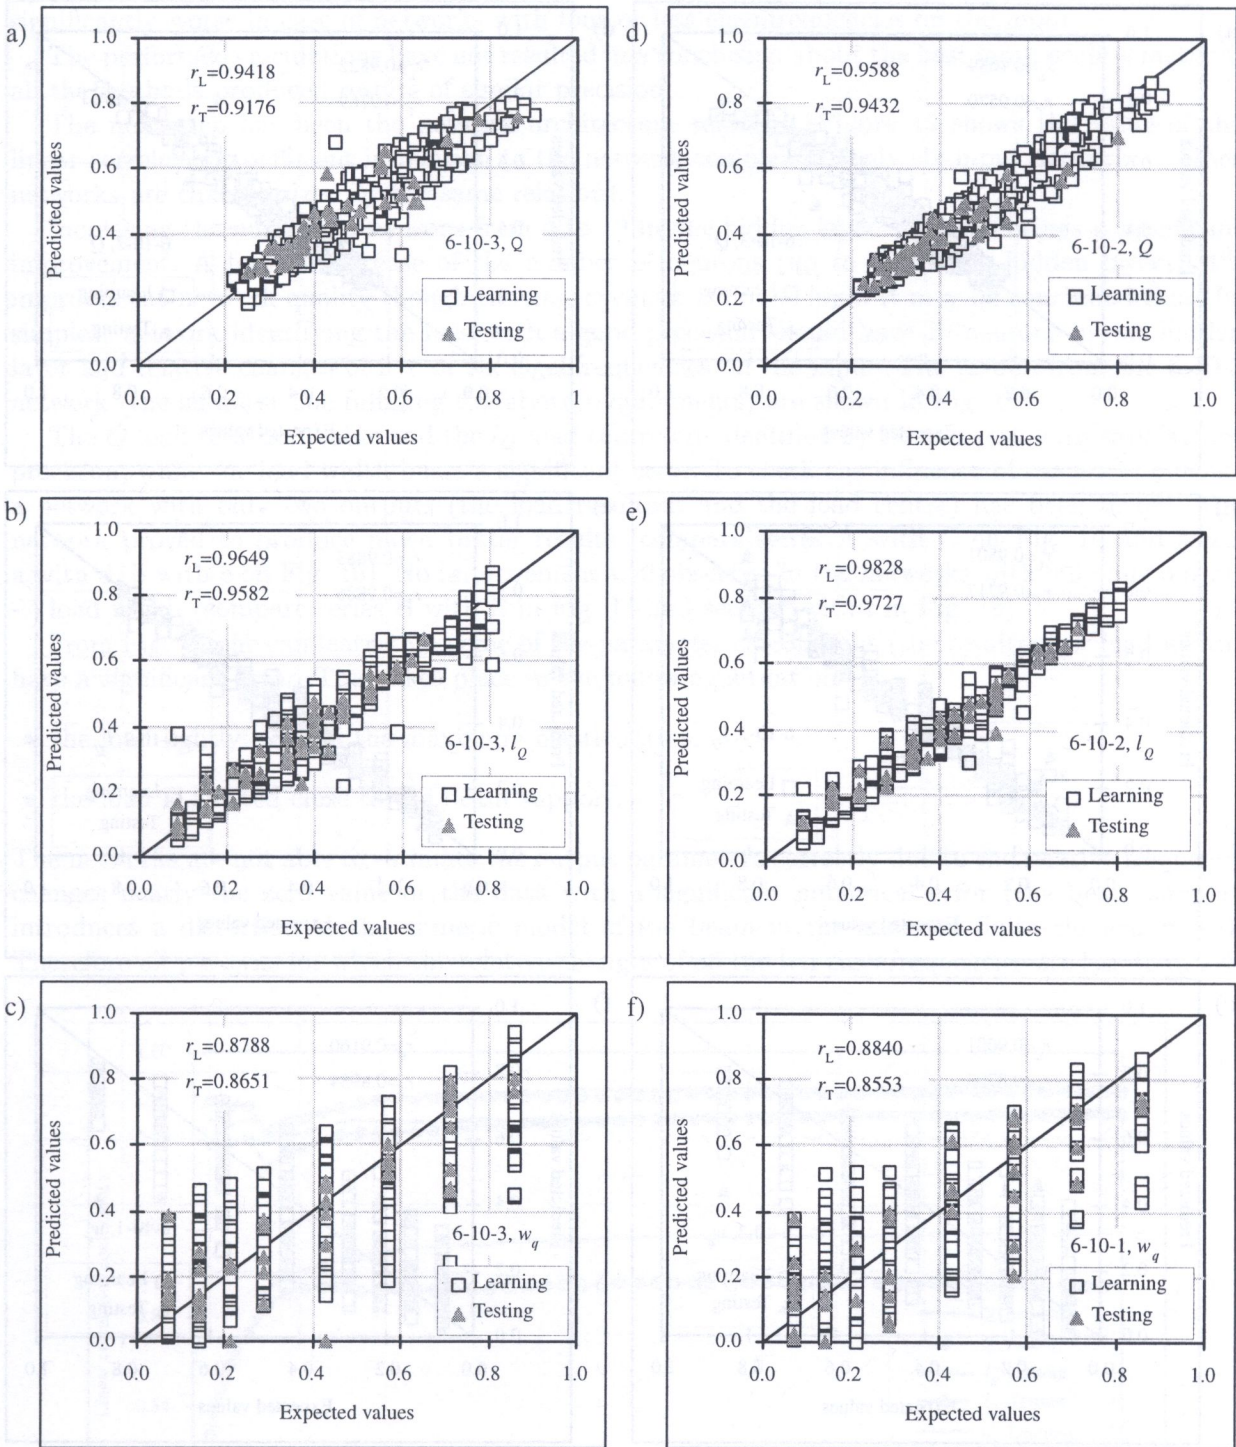 a)
1.0
0.8
0.6
0.4
0.2
0.0
Predicted values
r_L=0.9418
r_T=0.9176
6-10-3, Q
Learning
Testing
0.0 0.2 0.4 0.6 0.8 1.0
Expected values
d)
1.0
0.8
0.6
0.4
0.2
0.0
Predicted values
r_L=0.9588
r_T=0.9432
6-10-2, Q
Learning
Testing
0.0 0.2 0.4 0.6 0.8 1.0
Expected values
b)
1.0
0.8
0.6
0.4
0.2
0.0
Predicted values
r_L=0.9649
r_T=0.9582
6-10-3, l_Q
Learning
Testing
0.0 0.2 0.4 0.6 0.8 1.0
Expected values
e)
1.0
0.8
0.6
0.4
0.2
0.0
Predicted values
r_L=0.9828
r_T=0.9727
6-10-2, l_Q
Learning
Testing
0.0 0.2 0.4 0.6 0.8 1.0
Expected values
c)
1.0
0.8
0.6
0.4
0.2
0.0
Predicted values
r_L=0.8788
r_T=0.8651
6-10-3, w_q
Learning
Testing
0.0 0.2 0.4 0.6 0.8 1.0
Expected values
f)
1.0
0.8
0.6
0.4
0.2
0.0
Predicted values
r_L=0.8840
r_T=0.8553
6-10-1, w_q
Learning
Testing
0.0 0.2 0.4 0.6 0.8 1.0
Expected values